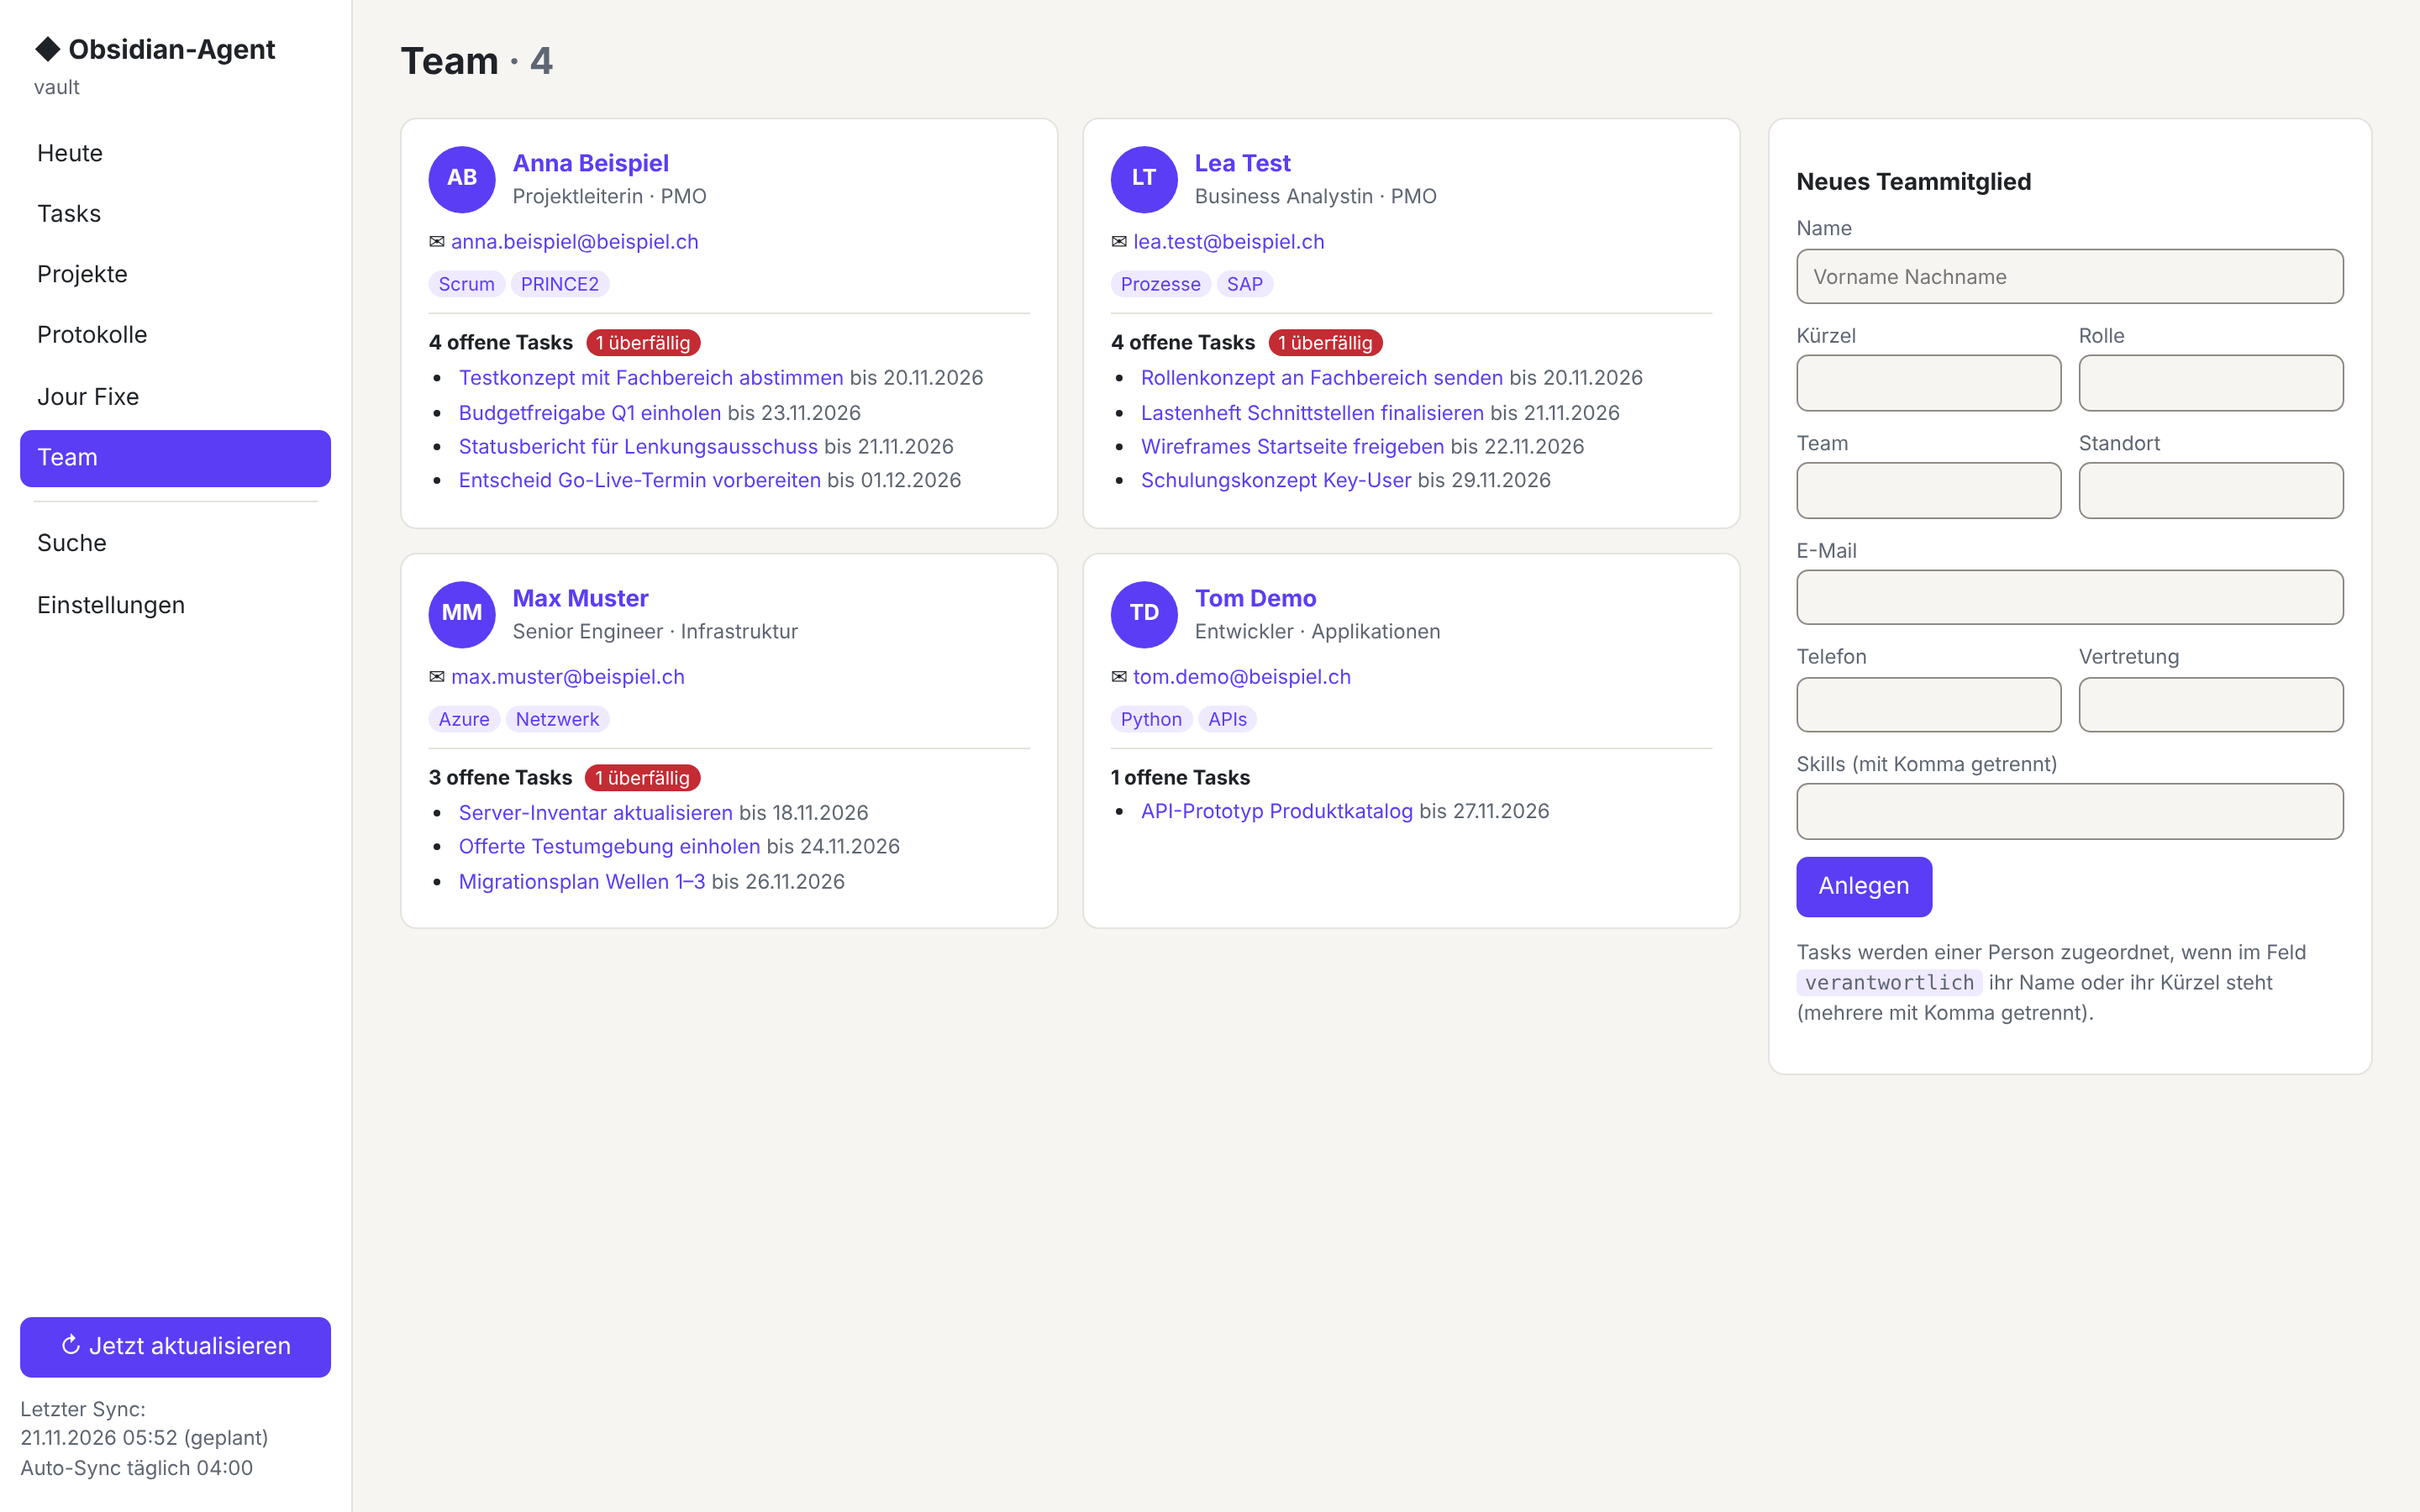 ◆ Obsidian-Agent
vault
Heute
Tasks
Projekte
Protokolle
Jour Fixe
Team
Suche
Einstellungen
↻ Jetzt aktualisieren
Letzter Sync:
21.11.2026 05:52 (geplant)
Auto-Sync täglich 04:00
Team · 4
AB
Anna Beispiel
Projektleiterin · PMO
✉ anna.beispiel@beispiel.ch
Scrum PRINCE2
4 offene Tasks 1 überfällig
• Testkonzept mit Fachbereich abstimmen bis 20.11.2026
• Budgetfreigabe Q1 einholen bis 23.11.2026
• Statusbericht für Lenkungsausschuss bis 21.11.2026
• Entscheid Go-Live-Termin vorbereiten bis 01.12.2026
LT
Lea Test
Business Analystin · PMO
✉ lea.test@beispiel.ch
Prozesse SAP
4 offene Tasks 1 überfällig
• Rollenkonzept an Fachbereich senden bis 20.11.2026
• Lastenheft Schnittstellen finalisieren bis 21.11.2026
• Wireframes Startseite freigeben bis 22.11.2026
• Schulungskonzept Key-User bis 29.11.2026
MM
Max Muster
Senior Engineer · Infrastruktur
✉ max.muster@beispiel.ch
Azure Netzwerk
3 offene Tasks 1 überfällig
• Server-Inventar aktualisieren bis 18.11.2026
• Offerte Testumgebung einholen bis 24.11.2026
• Migrationsplan Wellen 1–3 bis 26.11.2026
TD
Tom Demo
Entwickler · Applikationen
✉ tom.demo@beispiel.ch
Python APIs
1 offene Tasks
• API-Prototyp Produktkatalog bis 27.11.2026
Neues Teammitglied
Name
Vorname Nachname
Kürzel Rolle
Team Standort
E-Mail
Telefon Vertretung
Skills (mit Komma getrennt)
Anlegen
Tasks werden einer Person zugeordnet, wenn im Feld
verantwortlich ihr Name oder ihr Kürzel steht
(mehrere mit Komma getrennt).